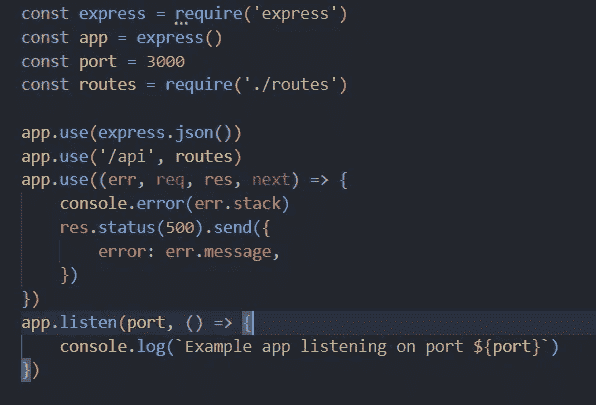 const express = require('express')
const app = express()
const port = 3000
const routes = require('./routes')

app.use(express.json())
app.use('/api', routes)
app.use((err, req, res, next) => {
    console.error(err.stack)
    res.status(500).send({
        error: err.message,
    })
})
app.listen(port, () => {
    console.log(`Example app listening on port ${port}`)
})